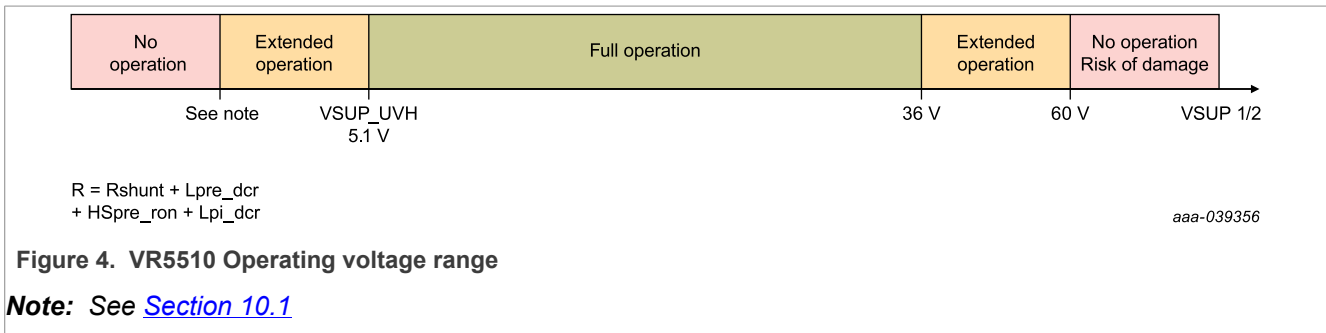 No
operation
Extended
operation
Full operation
Extended
operation
No operation
Risk of damage
See note
VSUP_UVH
5.1 V
36 V
60 V
VSUP 1/2
R = Rshunt + Lpre_dcr
+ HSpre_ron + Lpi_dcr
aaa-039356
Figure 4. VR5510 Operating voltage range
Note: See Section 10.1